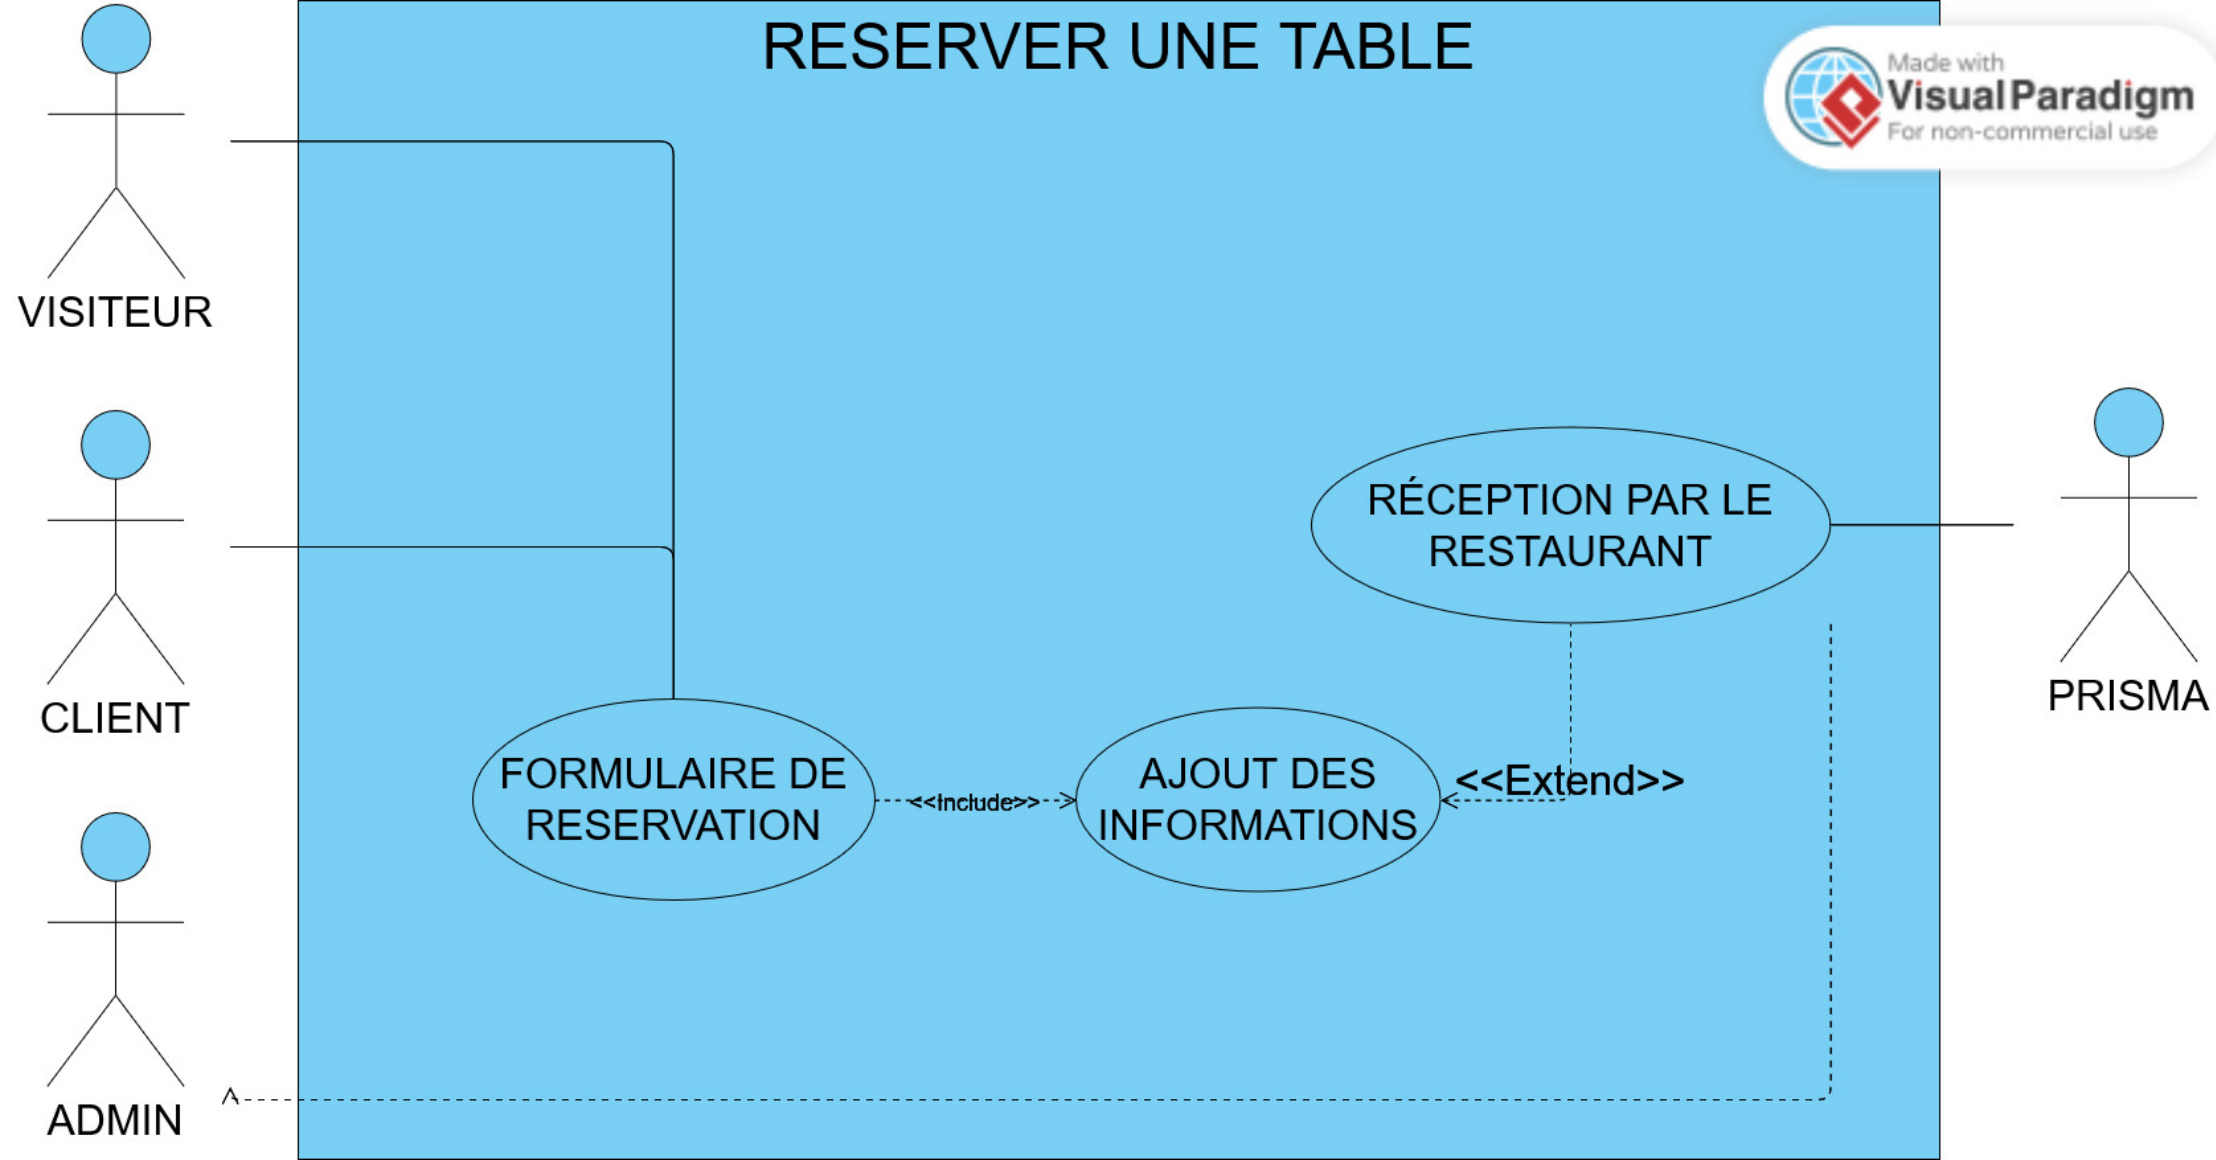 RESERVER UNE TABLE
Made with
Visual Paradigm
For non-commercial use
VISITEUR
RÉCEPTION PAR LE
RESTAURANT
CLIENT
PRISMA
FORMULAIRE DE
RESERVATION
<<Include>>
AJOUT DES
INFORMATIONS
<<Extend>>
ADMIN